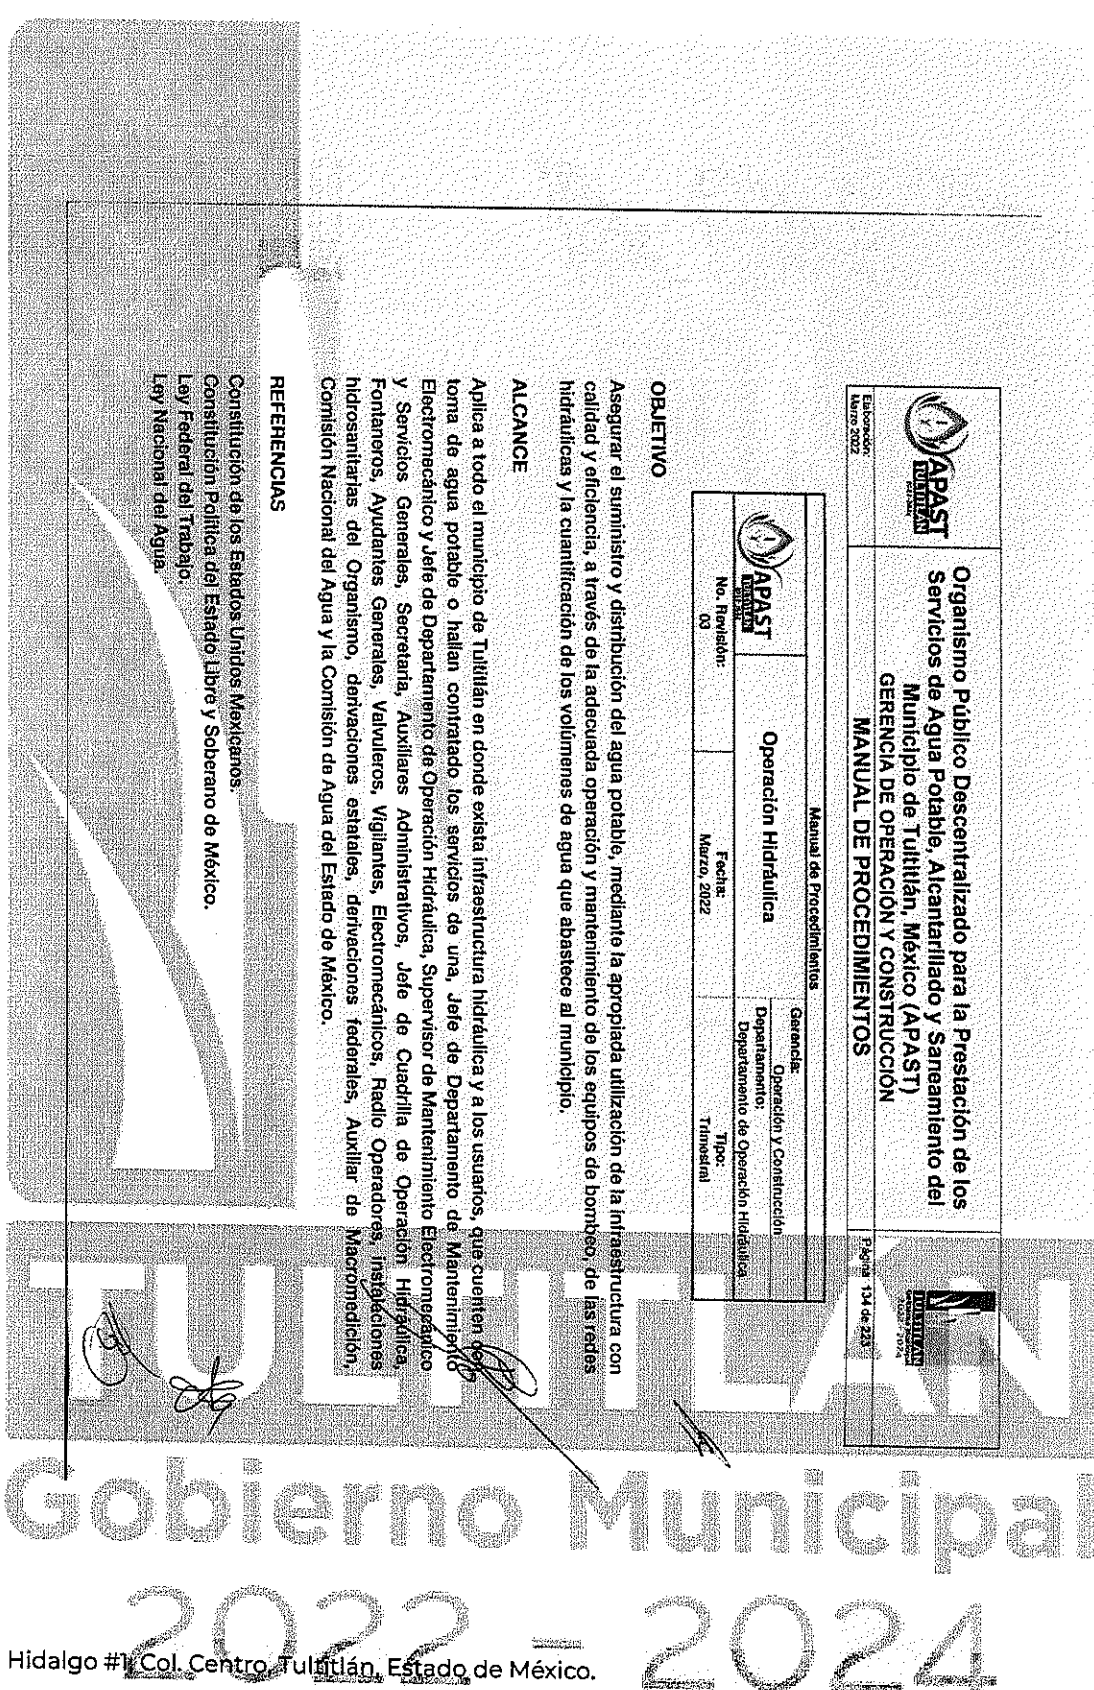 APAST
TULTITLÁN
Elaboración:
Marzo 2022
Organismo Público Descentralizado para la Prestación de los
Servicios de Agua Potable, Alcantarillado y Saneamiento del
Municipio de Tultitlán, México (APAST)
GERENCIA DE OPERACIÓN Y CONSTRUCCIÓN
MANUAL DE PROCEDIMIENTOS
TULTITLÁN
2022 - 2024
Página 134 de 223
Manual de Procedimientos
APAST
TULTITLÁN
Operación Hidráulica
Gerencia:
Operación y Construcción
Departamento:
Departamento de Operación Hidráulica
No. Revisión:
03
Fecha:
Marzo, 2022
Tipo:
Trimestral
OBJETIVO
Asegurar el suministro y distribución del agua potable, mediante la apropiada utilización de la infraestructura con
calidad y eficiencia, a través de la adecuada operación y mantenimiento de los equipos de bombeo, de las redes
hidráulicas y la cuantificación de los volúmenes de agua que abastece al municipio.
ALCANCE
Aplica a todo el municipio de Tultitlán en donde exista infraestructura hidráulica y a los usuarios, que cuenten con
toma de agua potable o hallan contratado los servicios de una, Jefe de Departamento de Mantenimiento
Electromecánico y Jefe de Departamento de Operación Hidráulica, Supervisor de Mantenimiento Electromecánico
y Servicios Generales, Secretaria, Auxiliares Administrativos, Jefe de Cuadrilla de Operación Hidráulica,
Fontaneros, Ayudantes Generales, Valvuleros, Vigilantes, Electromecánicos, Radio Operadores, instalaciones
hidrosanitarias del Organismo, derivaciones estatales, derivaciones federales, Auxiliar de Macromedición,
Comisión Nacional del Agua y la Comisión de Agua del Estado de México.
REFERENCIAS
Constitución de los Estados Unidos Mexicanos.
Constitución Política del Estado Libre y Soberano de México.
Ley Federal del Trabajo.
Ley Nacional del Agua.
TULTITLÁN
Gobierno Municipal
2022 - 2024
Hidalgo #1, Col. Centro, Tultitlán, Estado de México.